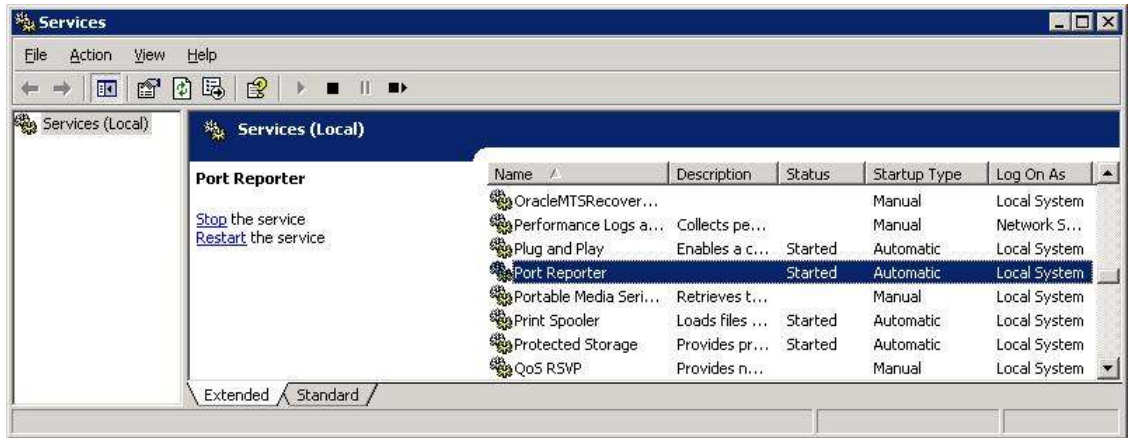 Services
File Action View Help
Services (Local)
Services (Local)
Port Reporter
Stop the service
Restart the service
Name Description Status Startup Type Log On As
OracleMTSRecover... Manual Local System
Performance Logs a... Collects pe... Manual Network S...
Plug and Play Enables a c... Started Automatic Local System
Port Reporter Started Automatic Local System
Portable Media Seri... Retrieves t... Manual Local System
Print Spooler Loads files ... Started Automatic Local System
Protected Storage Provides pr... Started Automatic Local System
QoS RSVP Provides n... Manual Local System
Extended Standard